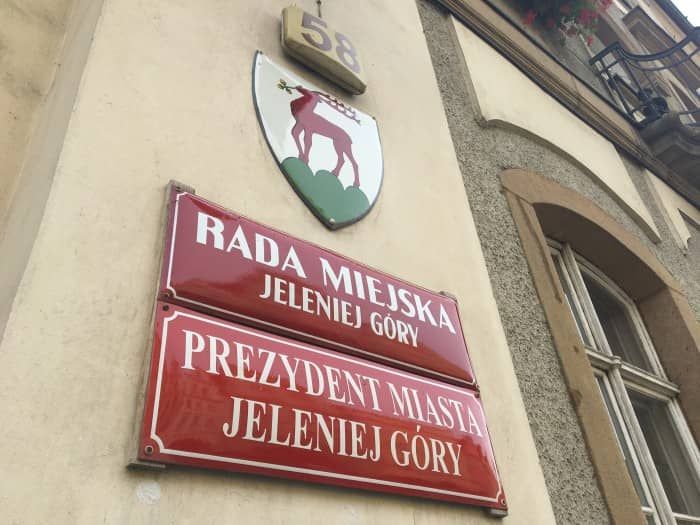 58
RADA MIEJSKA
JELENIEJ GÓRY
PREZYDENT MIASTA
JELENIEJ GÓRY